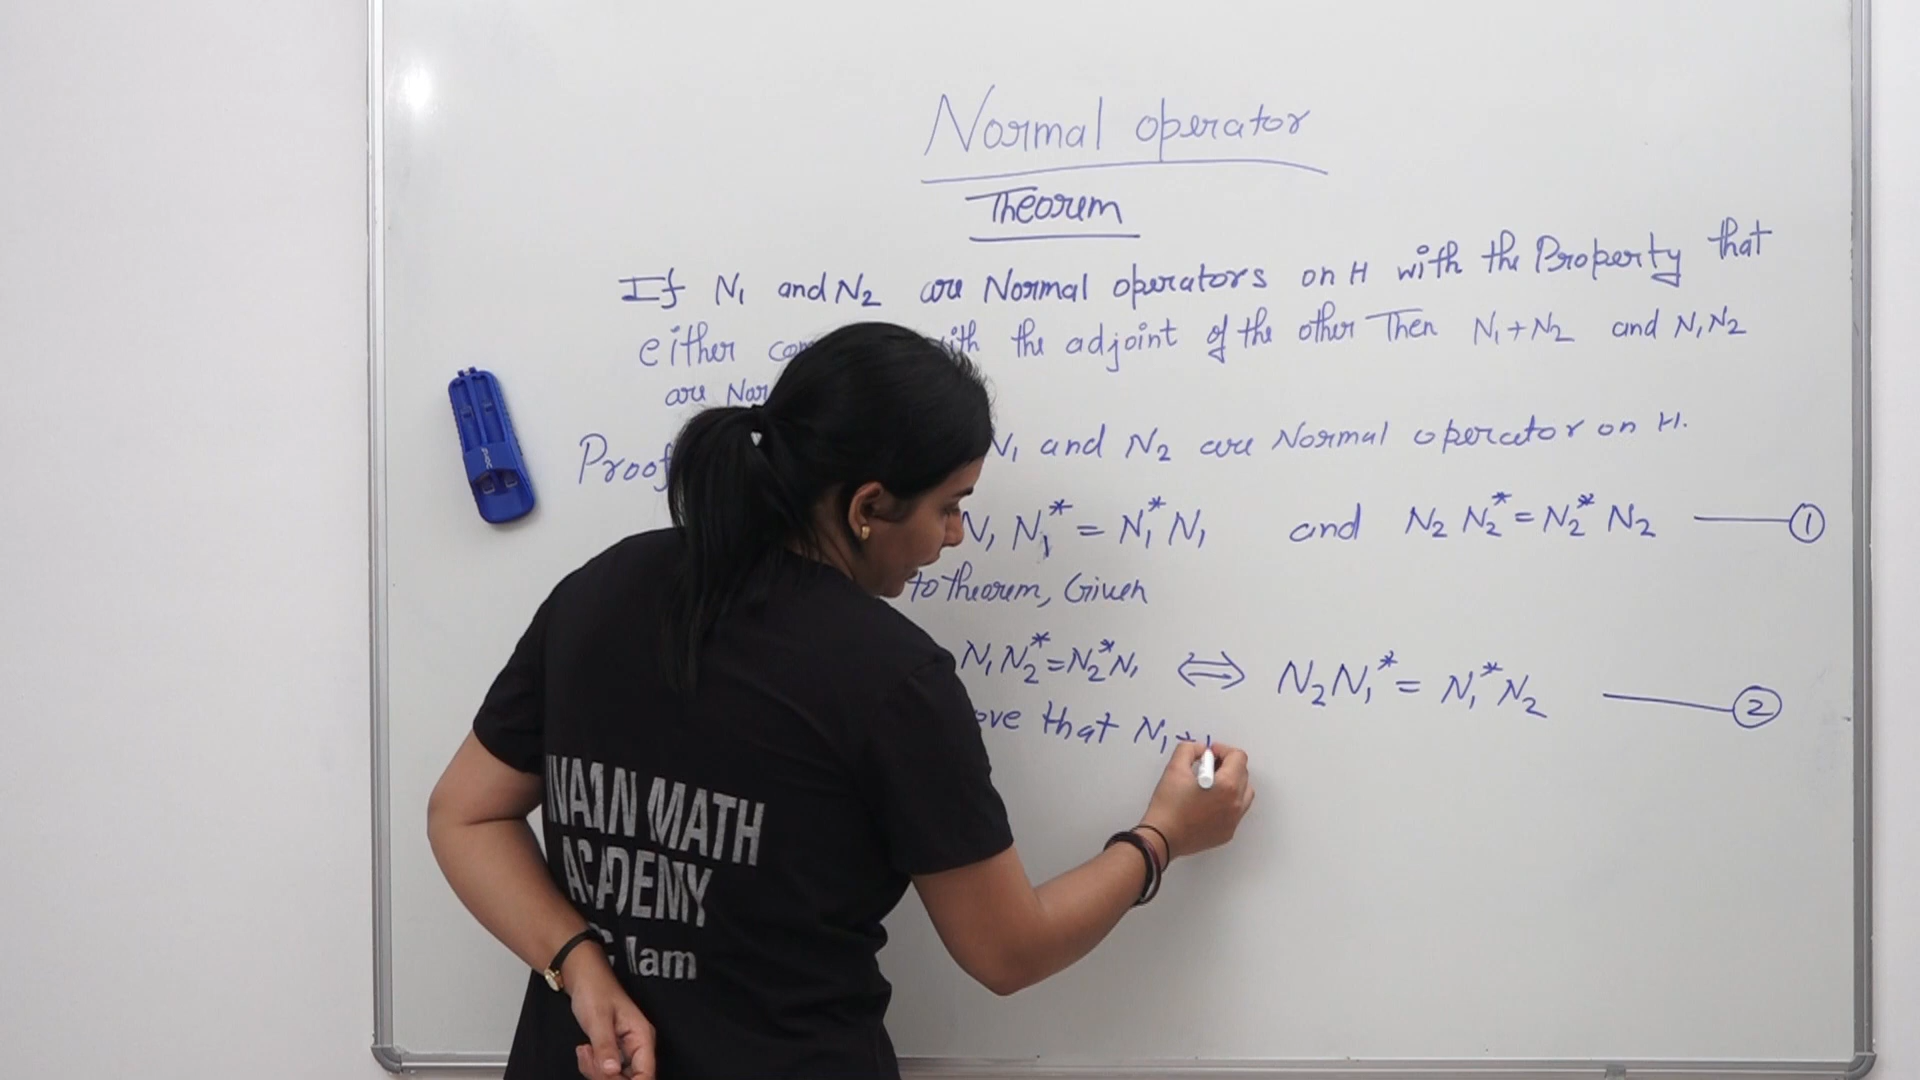 Normal operator
Theorem
If N₁ and N₂ are Normal operators on H with the Property that
either with the adjoint of the other Then N₁+N₂ and N₁N₂
are
Proof N₁ and N₂ are Normal operator on H.
N₁N₁* = N₁*N₁ and N₂N₂* = N₂*N₂ —— ①
to theorem, Given
N₁N₂* = N₂*N₁ ⟺ N₂N₁* = N₁*N₂ —— ②
that N₁+
MATH
ACADEMY